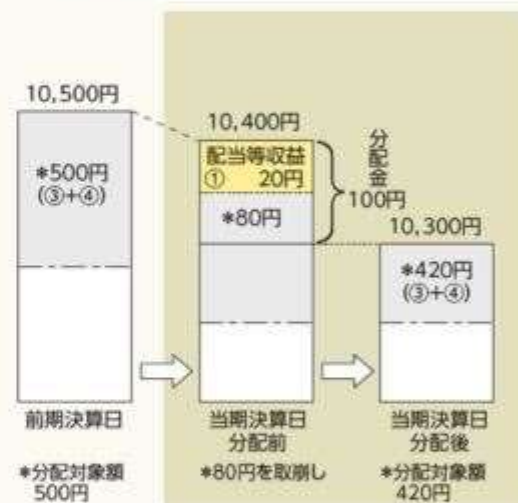 10,500円
*500円
(③+④)
前期決算日
*分配対象額
500円
10,400円
配当等収益
① 20円
*80円
分配金
100円
当期決算日
分配前
*80円を取崩し
10,300円
*420円
(③+④)
当期決算日
分配後
*分配対象額
420円